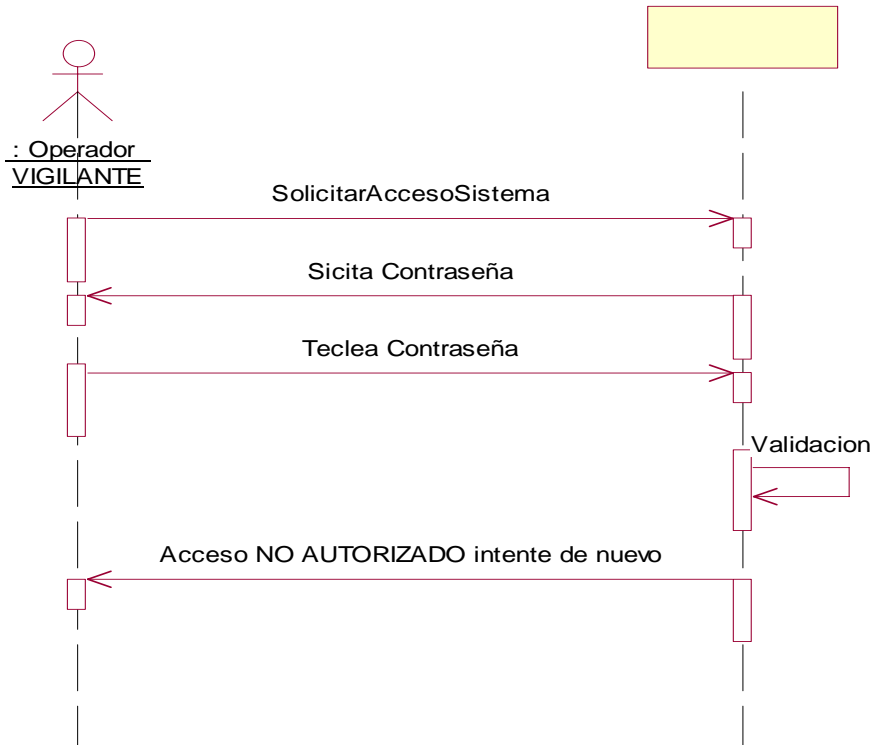 : Operador
VIGILANTE
SolicitarAccesoSistema
Sicita Contraseña
Teclea Contraseña
Validacion
Acceso NO AUTORIZADO intente de nuevo